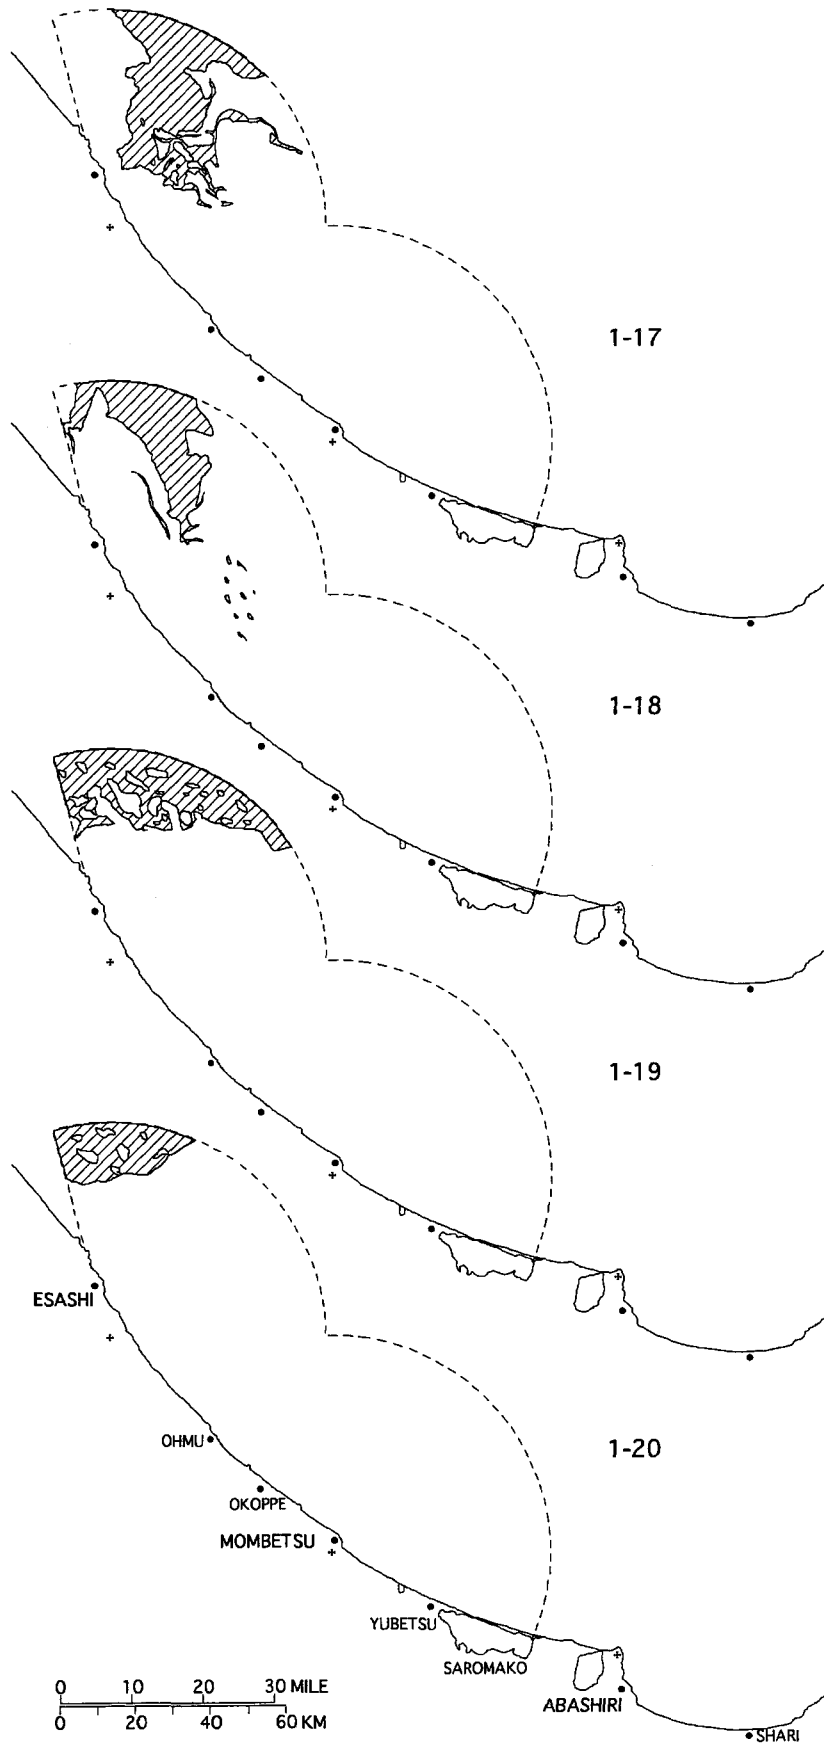 1-17
1-18
1-19
ESASHI
OHMU
1-20
OKOPPE
MOMBETSU
YUBETSU
SAROMAKO
ABASHIRI
SHARI
0 10 20 30 MILE
0 20 40 60 KM